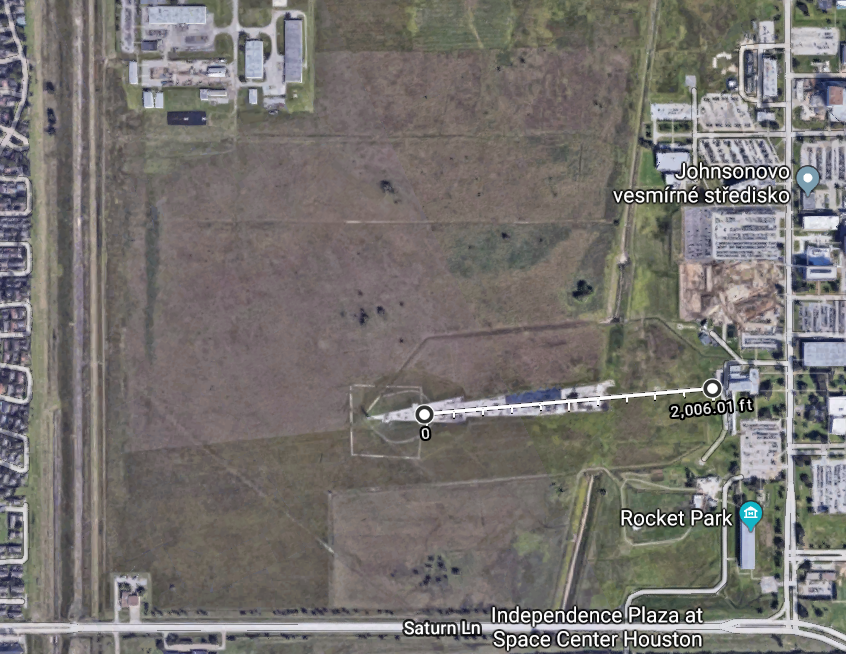 Johnsonovo
vesmírné středisko
2,006.01 ft
0
Rocket Park
Independence Plaza at
Space Center Houston
Saturn Ln